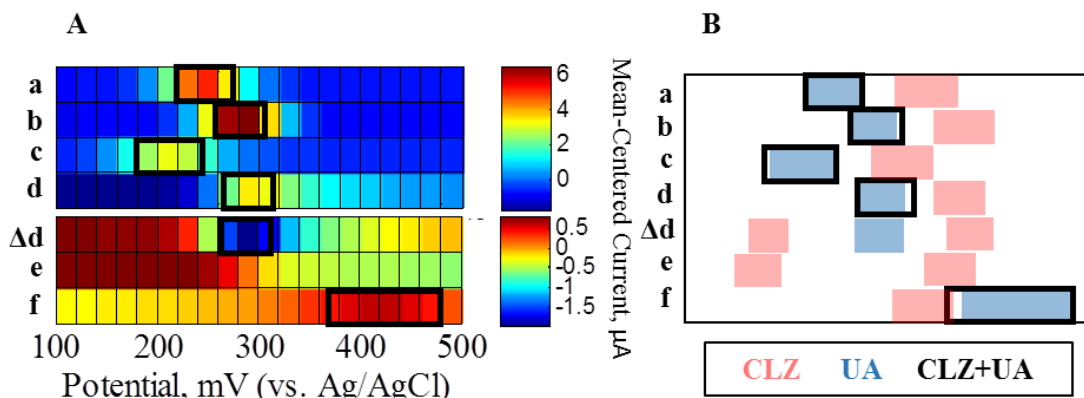 A
B
a
b
c
d
Δd
e
f
6
4
2
0
0.5
-0.5
-1.5
Mean-Centered Current, µA
100 200 300 400 500
Potential, mV (vs. Ag/AgCl)
a
b
c
d
Δd
e
f
CLZ UA CLZ+UA